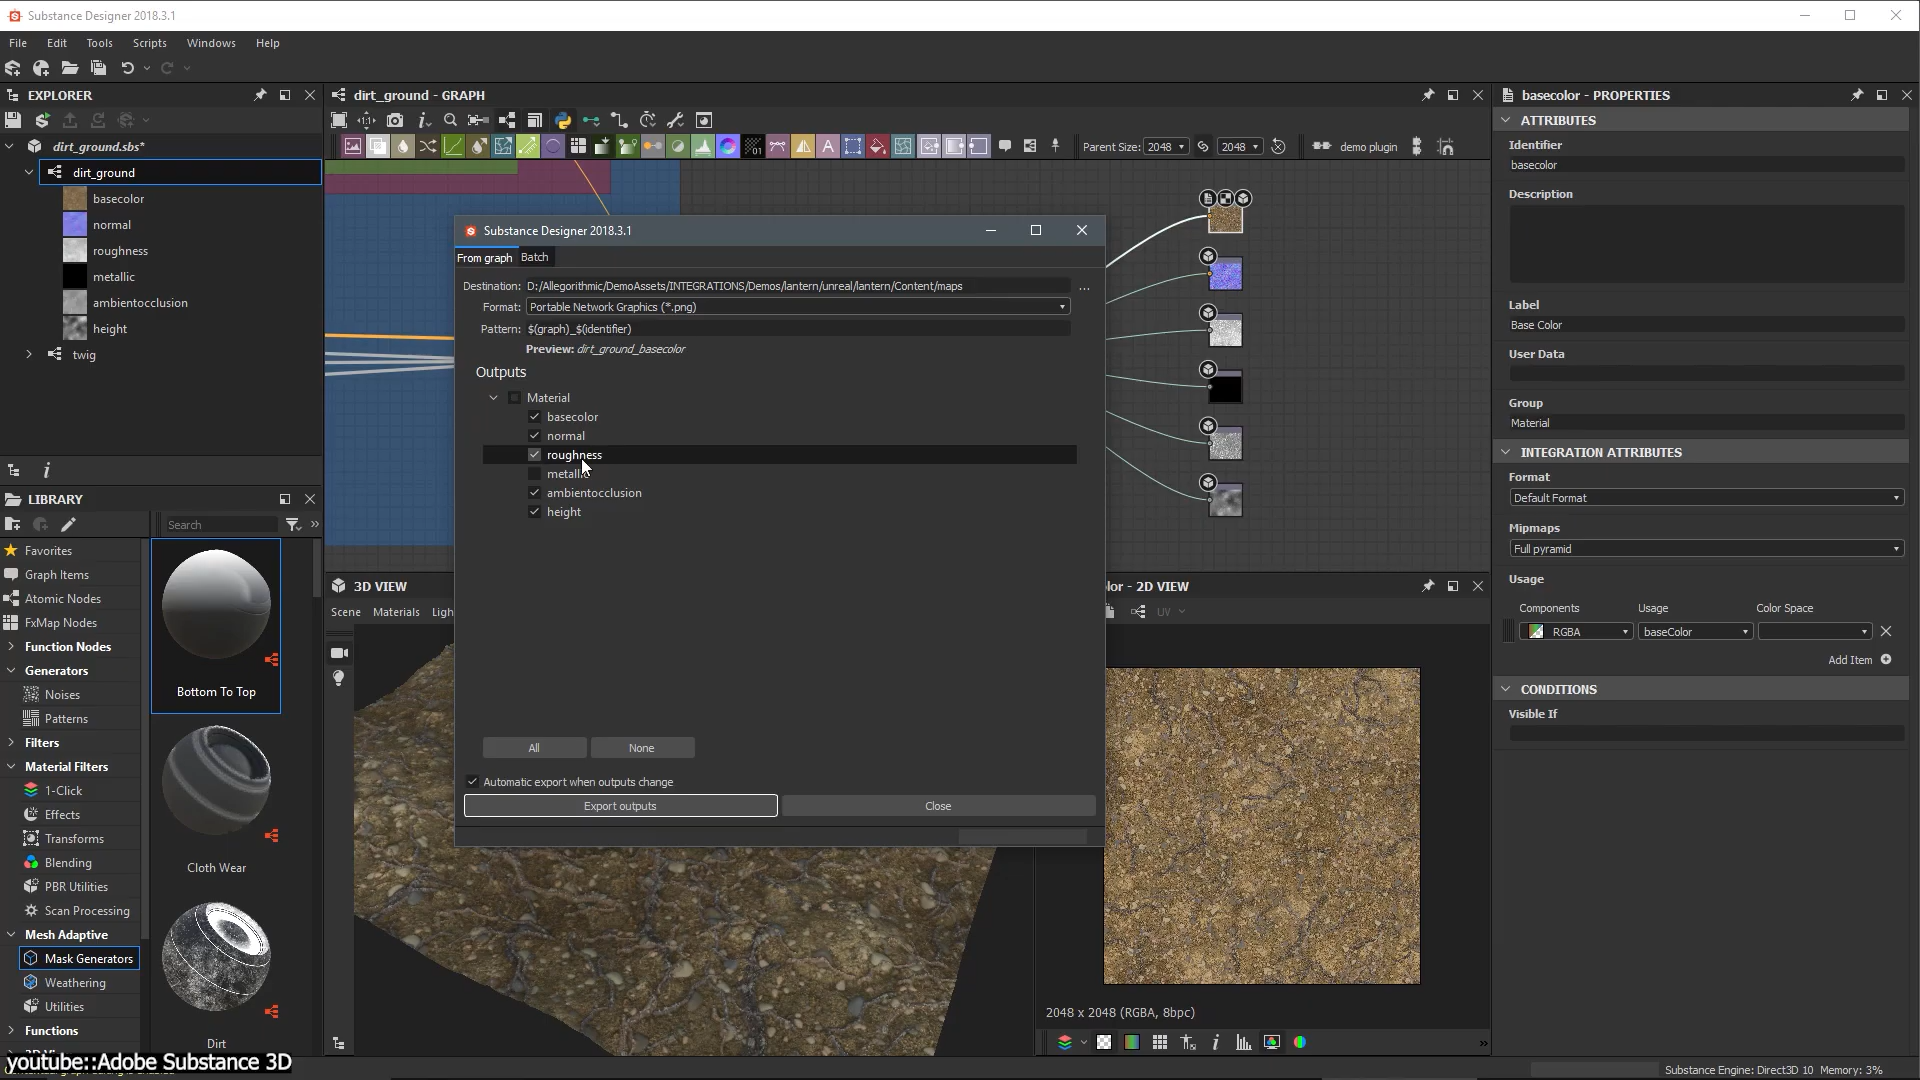 Substance Designer 2018.3.1
File Edit Tools Scripts Windows Help
EXPLORER
dirt_ground.sbs*
dirt_ground
basecolor
normal
roughness
metallic
ambientocclusion
height
twig
LIBRARY
Search
Favorites
Graph Items
Atomic Nodes
FxMap Nodes
Function Nodes
Generators
Noises
Patterns
Filters
Material Filters
1-Click
Effects
Transforms
Blending
PBR Utilities
Scan Processing
Mesh Adaptive
Mask Generators
Weathering
Utilities
Functions
Bottom To Top
Cloth Wear
Dirt
youtube::Adobe Substance 3D
dirt_ground - GRAPH
Parent Size: 2048 2048 demo plugin
Substance Designer 2018.3.1
From graph Batch
Destination: D:/Allegorithmic/DemoAssets/INTEGRATIONS/Demos/lantern/unreal/lantern/Content/maps ...
Format: Portable Network Graphics (*.png)
Pattern: $(graph)_$(identifier)
Preview: dirt_ground_basecolor
Outputs
Material
basecolor
normal
roughness
metallic
ambientocclusion
height
All None
Automatic export when outputs change
Export outputs Close
3D VIEW
Scene Materials Ligh
lor - 2D VIEW
UV
2048 x 2048 (RGBA, 8bpc)
basecolor - PROPERTIES
ATTRIBUTES
Identifier
basecolor
Description
Label
Base Color
User Data
Group
Material
INTEGRATION ATTRIBUTES
Format
Default Format
Mipmaps
Full pyramid
Usage
Components Usage Color Space
RGBA baseColor
Add Item
CONDITIONS
Visible If
Substance Engine: Direct3D 10 Memory: 3%